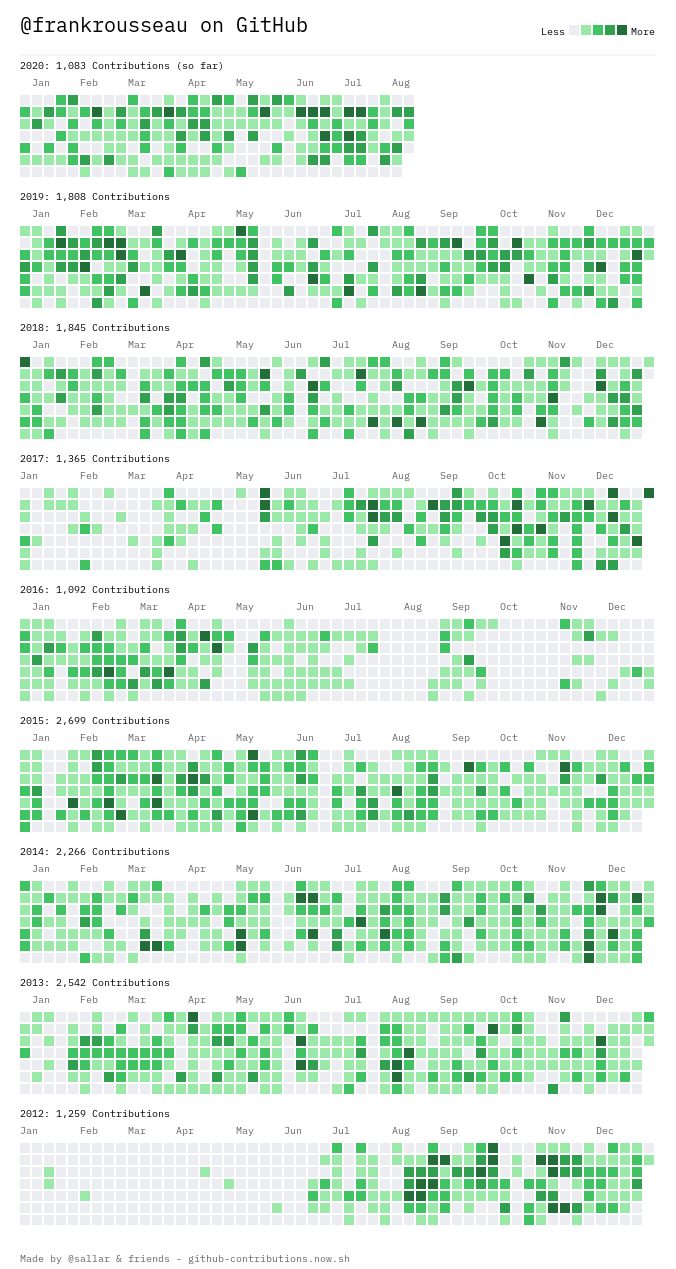 @frankrousseau on GitHub
Less More
2020: 1,083 Contributions (so far)
Jan Feb Mar Apr May Jun Jul Aug
2019: 1,808 Contributions
Jan Feb Mar Apr May Jun Jul Aug Sep Oct Nov Dec
2018: 1,845 Contributions
Jan Feb Mar Apr May Jun Jul Aug Sep Oct Nov Dec
2017: 1,365 Contributions
Jan Feb Mar Apr May Jun Jul Aug Sep Oct Nov Dec
2016: 1,092 Contributions
Jan Feb Mar Apr May Jun Jul Aug Sep Oct Nov Dec
2015: 2,699 Contributions
Jan Feb Mar Apr May Jun Jul Aug Sep Oct Nov Dec
2014: 2,266 Contributions
Jan Feb Mar Apr May Jun Jul Aug Sep Oct Nov Dec
2013: 2,542 Contributions
Jan Feb Mar Apr May Jun Jul Aug Sep Oct Nov Dec
2012: 1,259 Contributions
Jan Feb Mar Apr May Jun Jul Aug Sep Oct Nov Dec
Made by @sallar & friends - github-contributions.now.sh